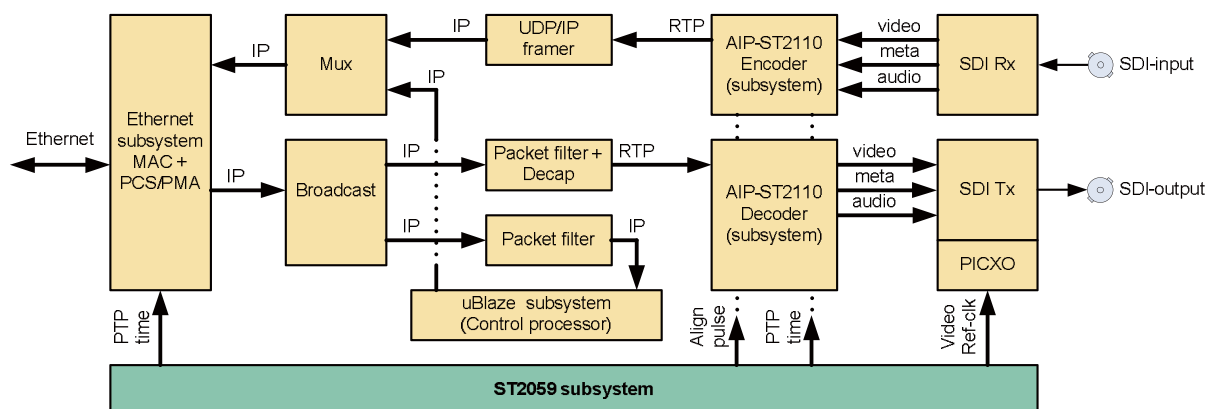 IP
IP
UDP/IP
framer
RTP
AIP-ST2110
Encoder
(subsystem)
video
meta
audio
SDI Rx
SDI-input
Mux
IP
Ethernet
Ethernet
subsystem
MAC +
PCS/PMA
IP
Broadcast
IP
Packet filter +
Decap
RTP
AIP-ST2110
Decoder
(subsystem)
video
meta
audio
SDI Tx
SDI-output
IP
Packet filter
IP
PICXO
uBlaze subsystem
(Control processor)
PTP
time
Align
pulse
PTP
time
Video
Ref-clk
ST2059 subsystem